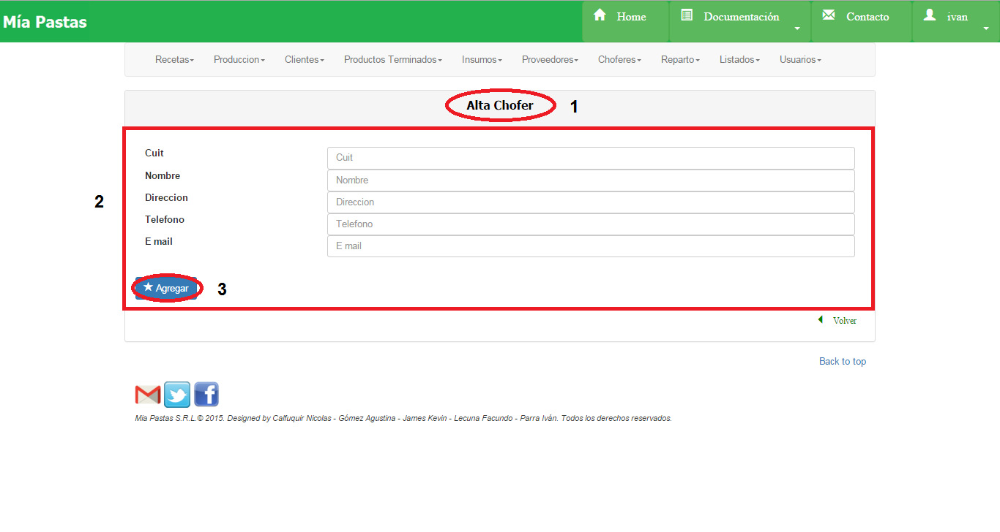 Mía Pastas
Home
Documentación
Contacto
ivan
Recetas
Produccion
Clientes
Productos Terminados
Insumos
Proveedores
Choferes
Reparto
Listados
Usuarios
Alta Chofer
1
2
Cuit
Cuit
Nombre
Nombre
Direccion
Direccion
Telefono
Telefono
E mail
E mail
Agregar
3
Volver
Back to top
Mia Pastas S.R.L.© 2015. Designed by Calfuquir Nicolas - Gómez Agustina - James Kevin - Lecuna Facundo - Parra Iván. Todos los derechos reservados.